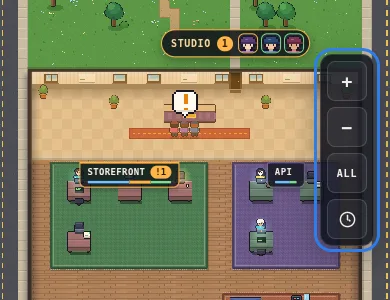 STUDIO 1
!
+
−
STOREFRONT !1
API
ALL